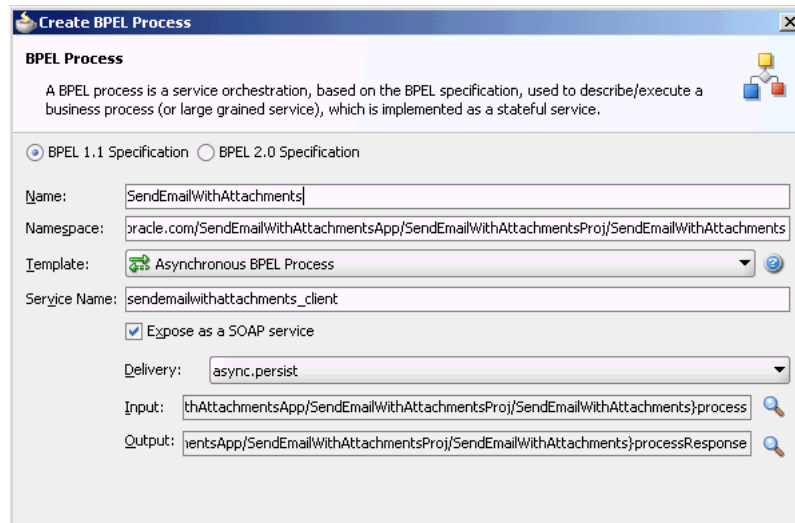 Create BPEL Process
BPEL Process
A BPEL process is a service orchestration, based on the BPEL specification, used to describe/execute a
business process (or large grained service), which is implemented as a stateful service.
BPEL 1.1 Specification BPEL 2.0 Specification
Name: SendEmailWithAttachments
Namespace: oracle.com/SendEmailWithAttachmentsApp/SendEmailWithAttachmentsProj/SendEmailWithAttachments
Template: Asynchronous BPEL Process
Service Name: sendemailwithattachments_client
Expose as a SOAP service
Delivery: async.persist
Input: thAttachmentsApp/SendEmailWithAttachmentsProj/SendEmailWithAttachments}process
Output: mentsApp/SendEmailWithAttachmentsProj/SendEmailWithAttachments}processResponse